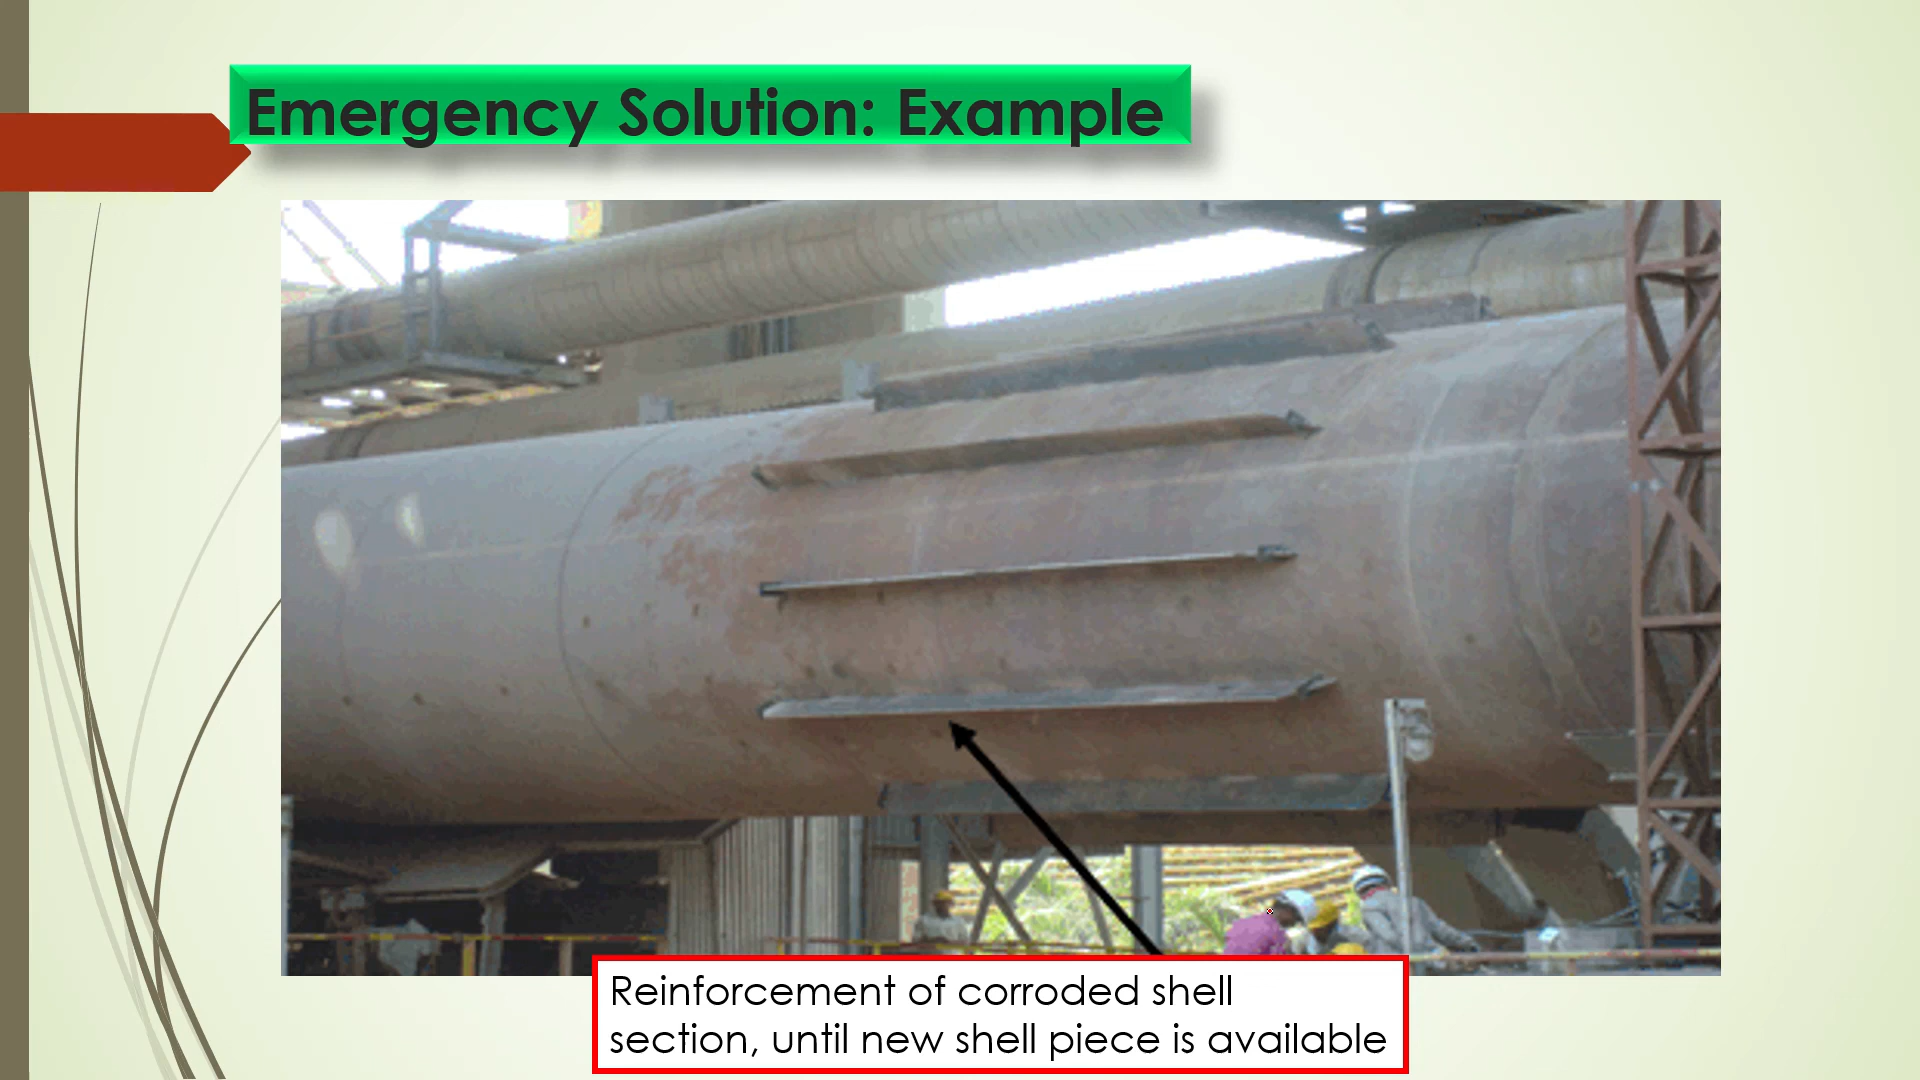 Emergency Solution: Example
Reinforcement of corroded shell
section, until new shell piece is available